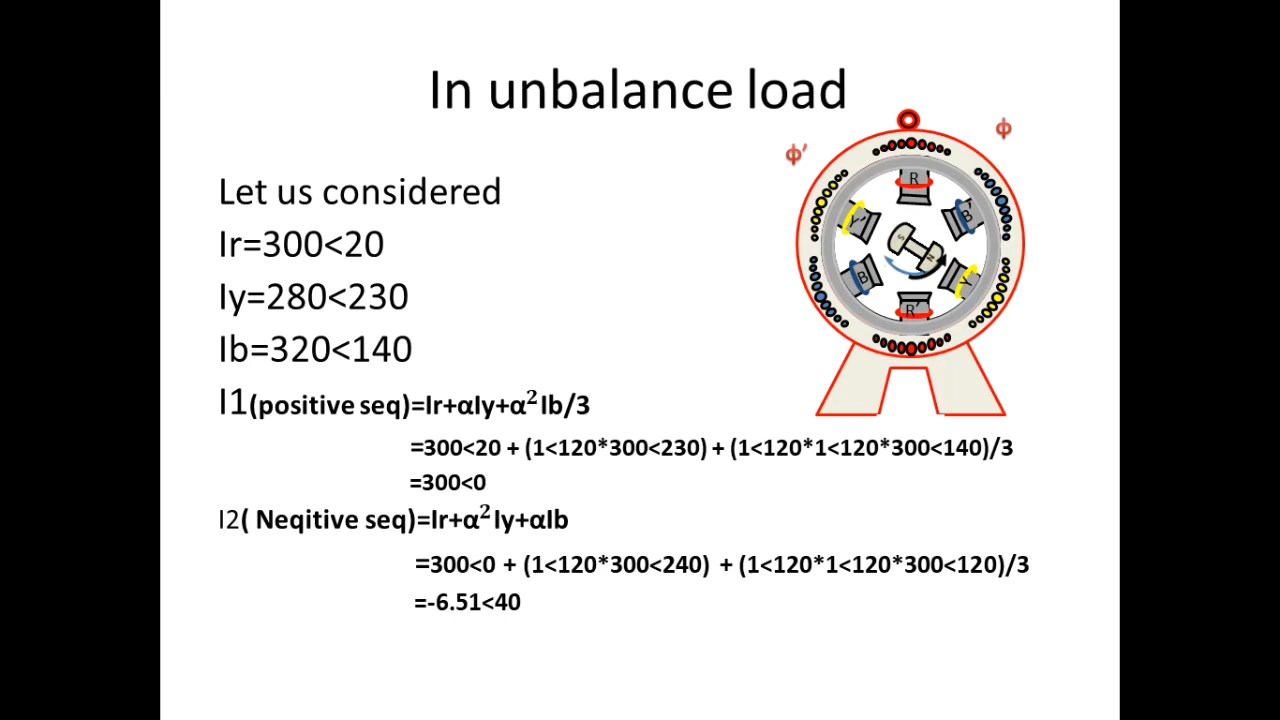 In unbalance load
ϕ′
ϕ
R
Y′
B′
S
N
B
Y
R′
Let us considered
Ir=300<20
Iy=280<230
Ib=320<140
I1(positive seq)=Ir+αIy+α²Ib/3
=300<20 + (1<120*300<230) + (1<120*1<120*300<140)/3
=300<0
I2( Neqitive seq)=Ir+α²Iy+αIb
=300<0 + (1<120*300<240) + (1<120*1<120*300<120)/3
=-6.51<40